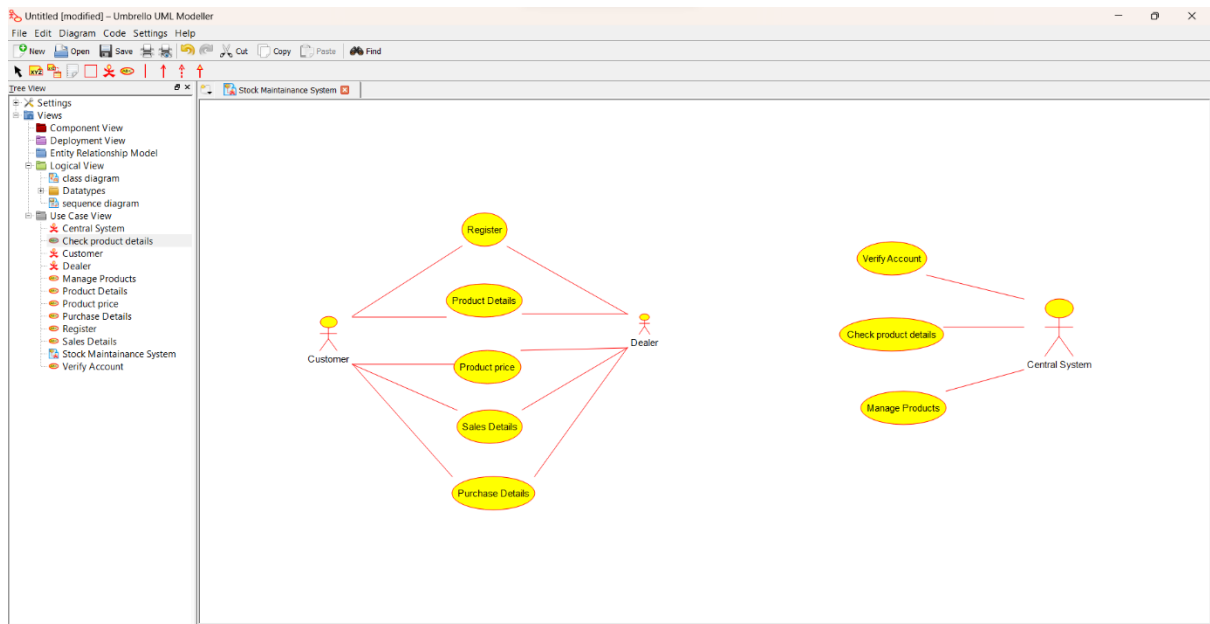 Untitled [modified] – Umbrello UML Modeller
File Edit Diagram Code Settings Help
New Open Save Cut Copy Paste Find
Tree View
Stock Maintainance System
Settings
Views
Component View
Deployment View
Entity Relationship Model
Logical View
class diagram
Datatypes
sequence diagram
Use Case View
Central System
Check product details
Customer
Dealer
Manage Products
Product Details
Product price
Purchase Details
Register
Sales Details
Stock Maintainance System
Verify Account
Register
Product Details
Customer
Dealer
Product price
Sales Details
Purchase Details
Verify Account
Check product details
Central System
Manage Products